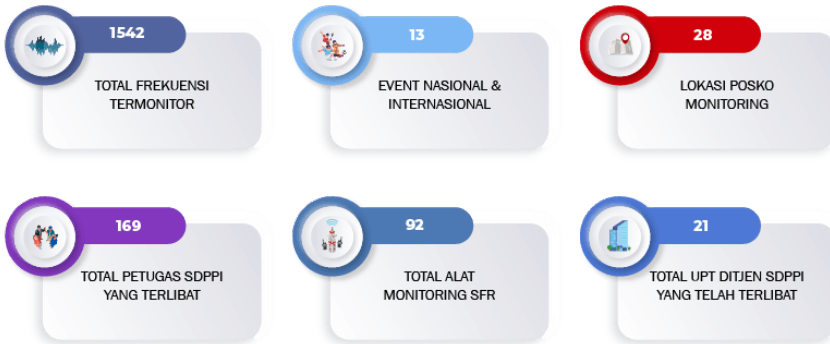 1542
TOTAL FREKUENSI
TERMONITOR
13
EVENT NASIONAL &
INTERNASIONAL
28
LOKASI POSKO
MONITORING
169
TOTAL PETUGAS SDPPI
YANG TERLIBAT
92
TOTAL ALAT
MONITORING SFR
21
TOTAL UPT DITJEN SDPPI
YANG TELAH TERLIBAT